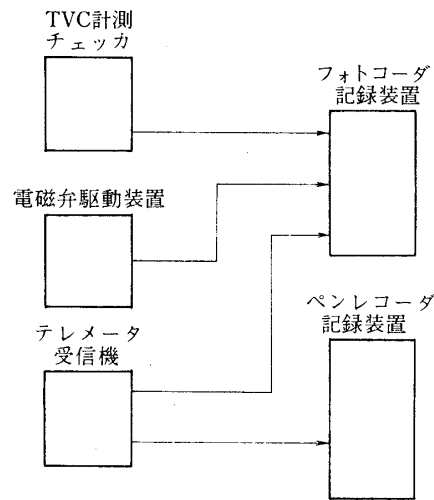 TVC計測
チェッカ
フォトコーダ
記録装置
電磁弁駆動装置
ペンレコーダ
記録装置
テレメータ
受信機